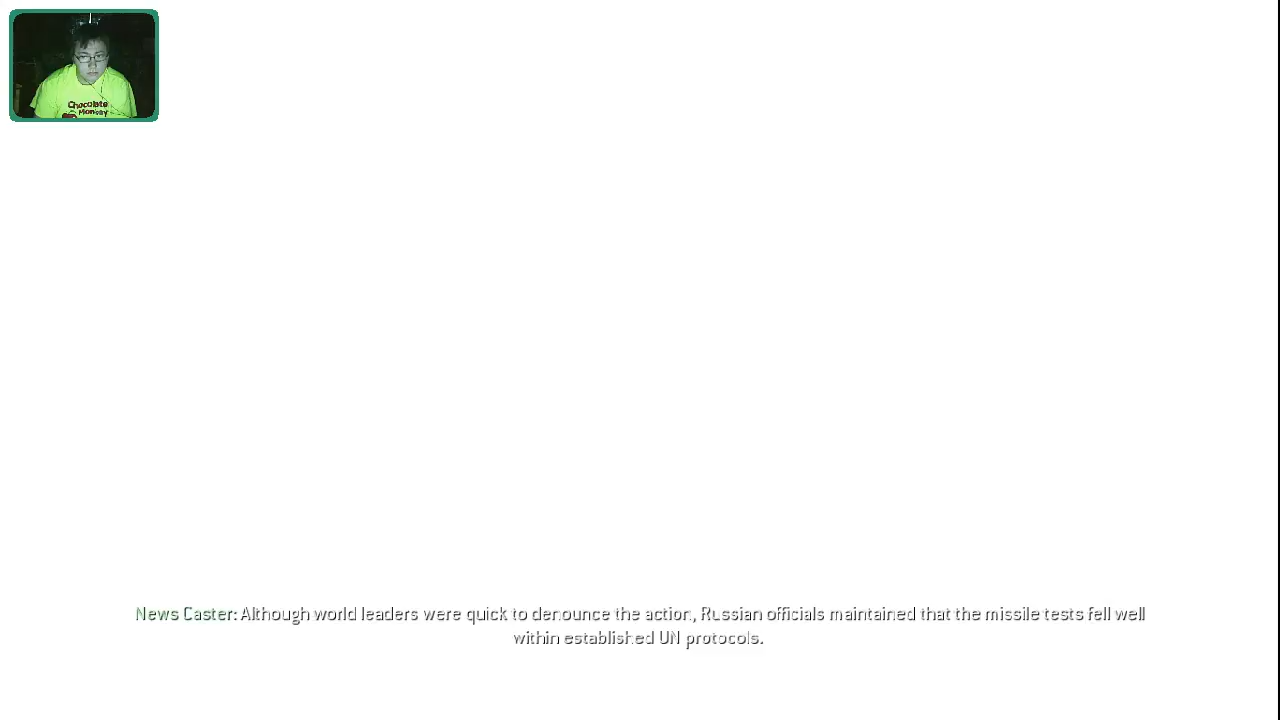 Chocolate
Monkey
News Caster: Although world leaders were quick to denounce the action, Russian officials maintained that the missile tests fell well
within established UN protocols.